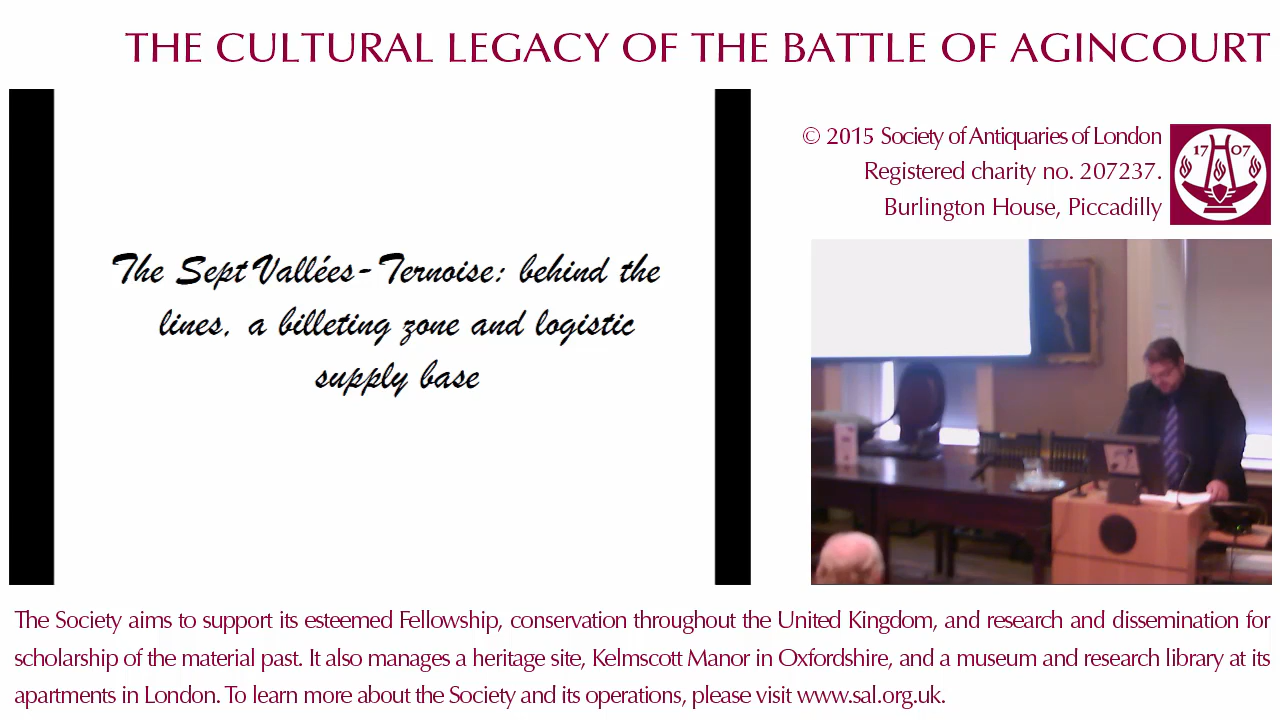 THE CULTURAL LEGACY OF THE BATTLE OF AGINCOURT
© 2015 Society of Antiquaries of London
Registered charity no. 207237.
Burlington House, Piccadilly
17 07
The Sept Vallées-Ternoise: behind the
lines, a billeting zone and logistic
supply base
The Society aims to support its esteemed Fellowship, conservation throughout the United Kingdom, and research and dissemination for
scholarship of the material past. It also manages a heritage site, Kelmscott Manor in Oxfordshire, and a museum and research library at its
apartments in London. To learn more about the Society and its operations, please visit www.sal.org.uk.